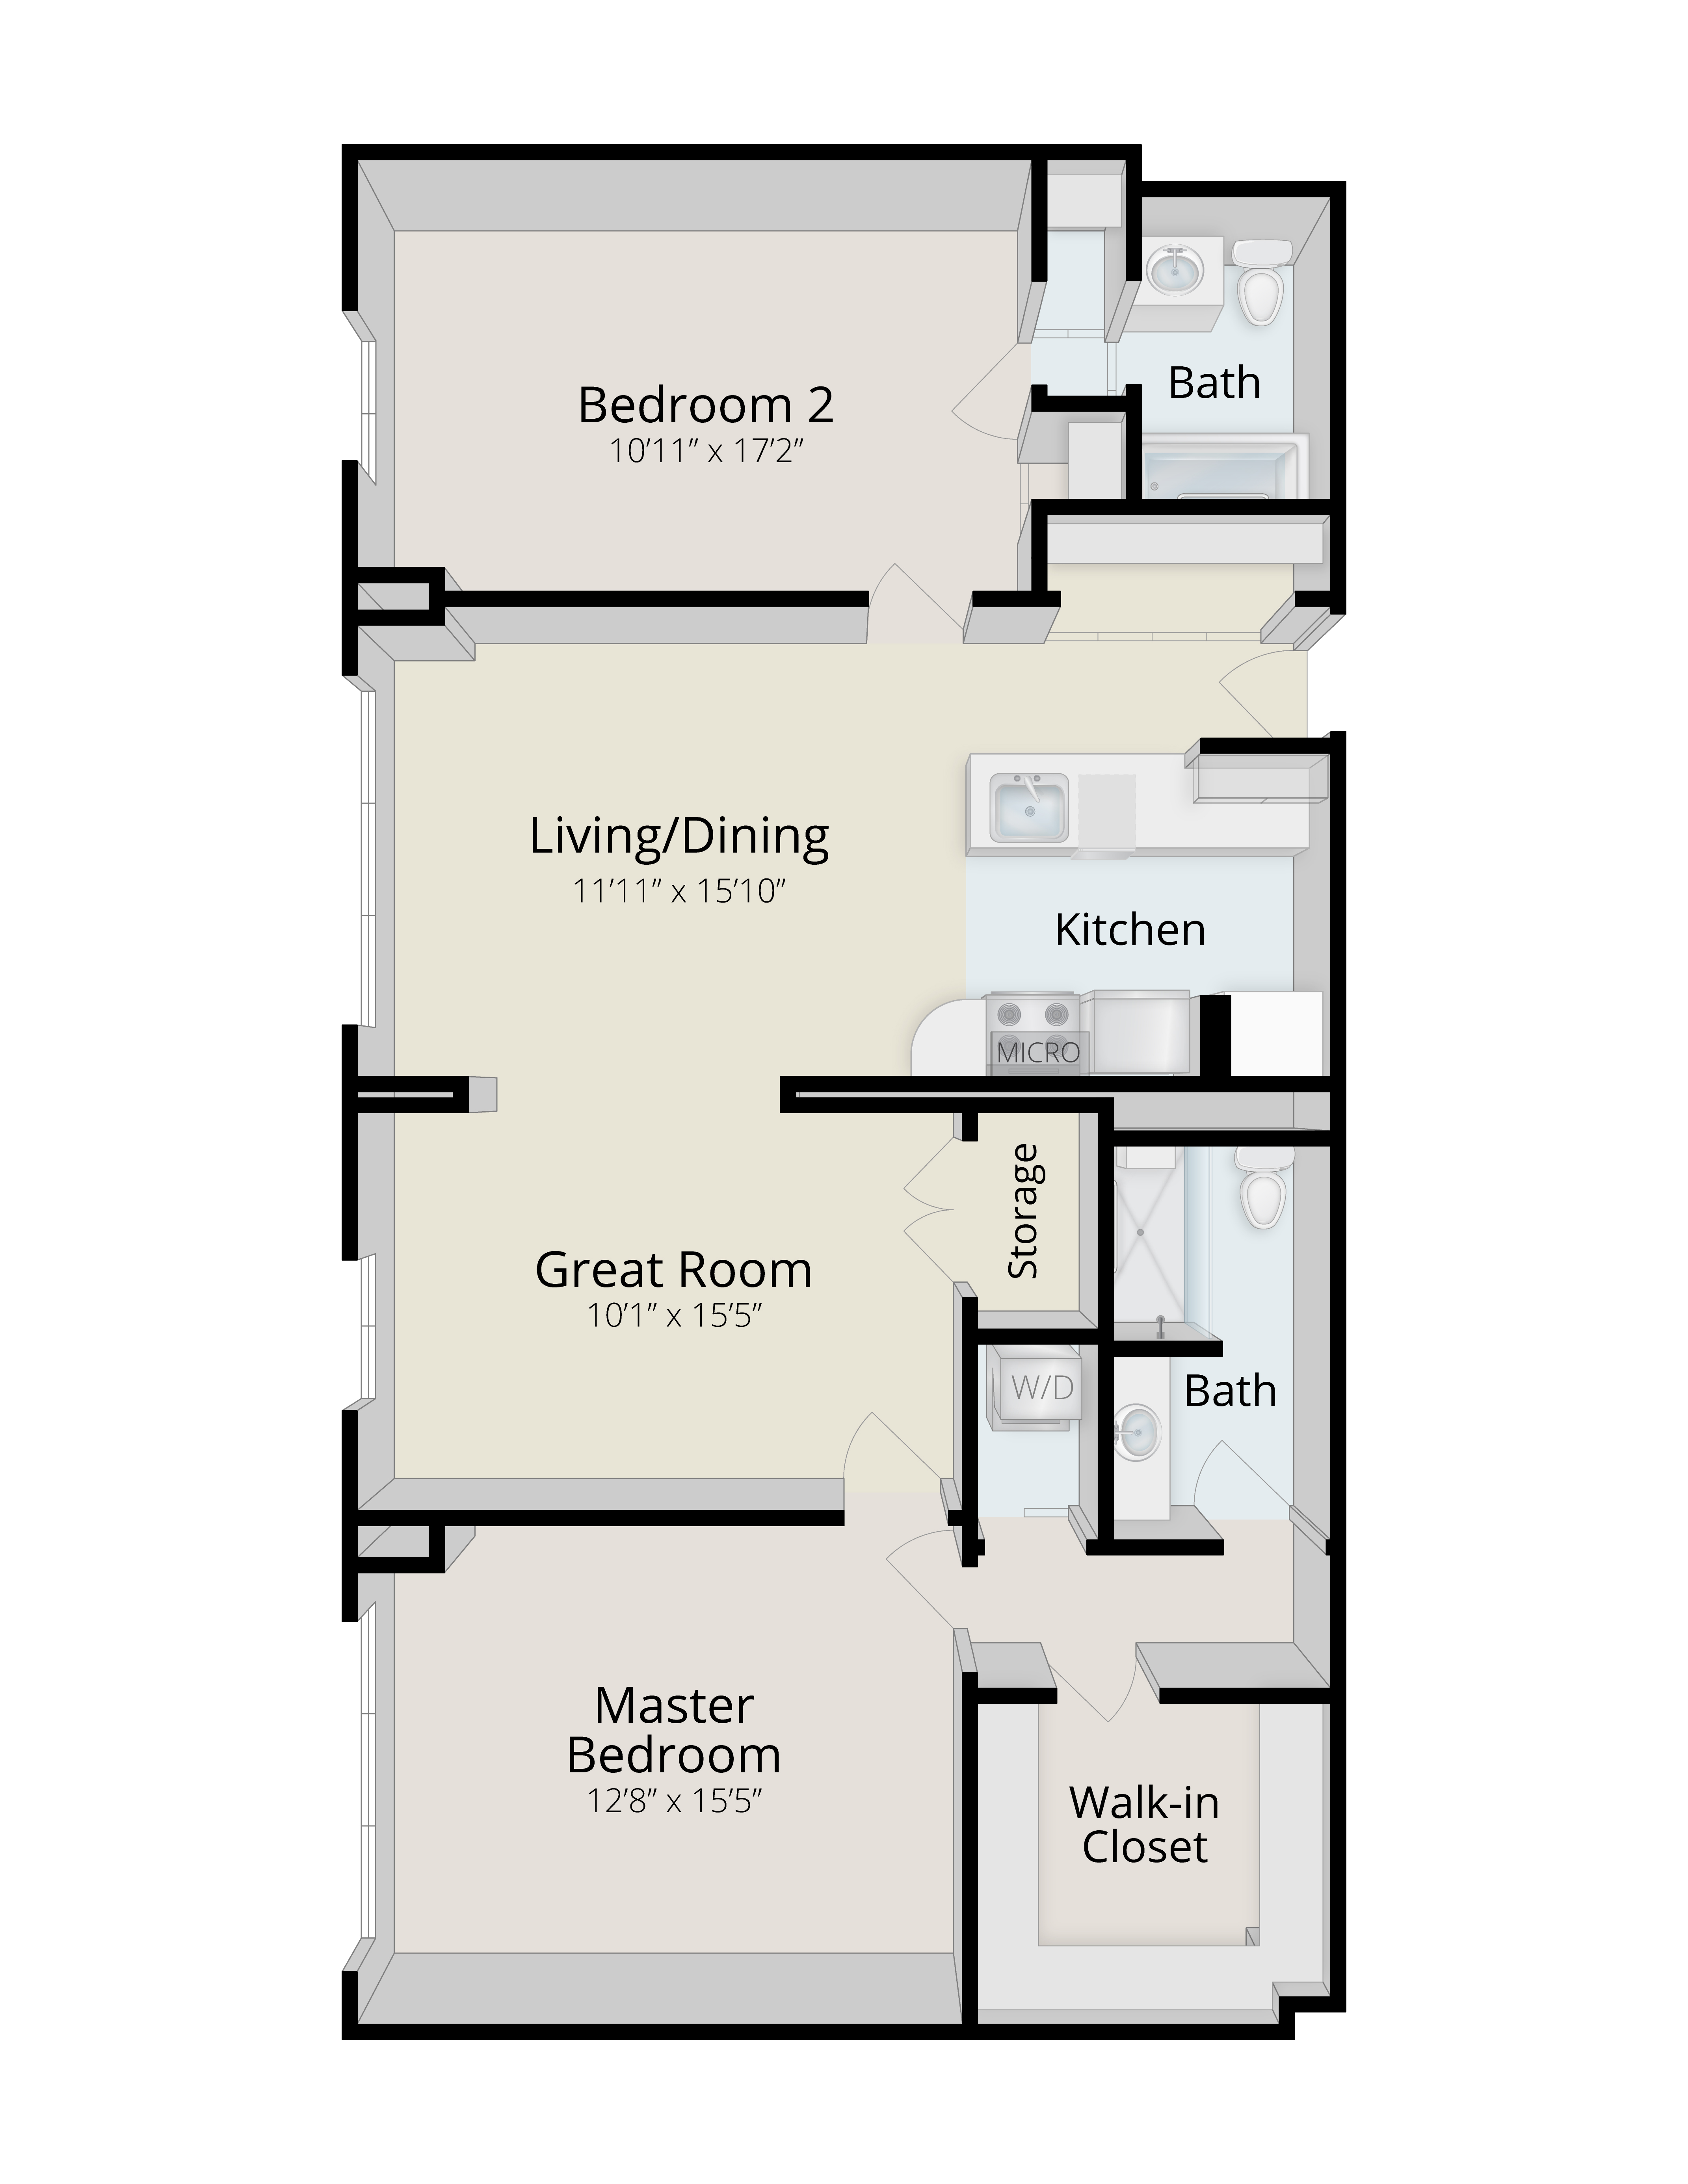 Bath
Bedroom 2
10’11” x 17’2”
Living/Dining
11’11” x 15’10”
Kitchen
MICRO
Storage
Great Room
10’1” x 15’5”
W/D
Bath
Master
Bedroom
12’8” x 15’5”
Walk-in
Closet